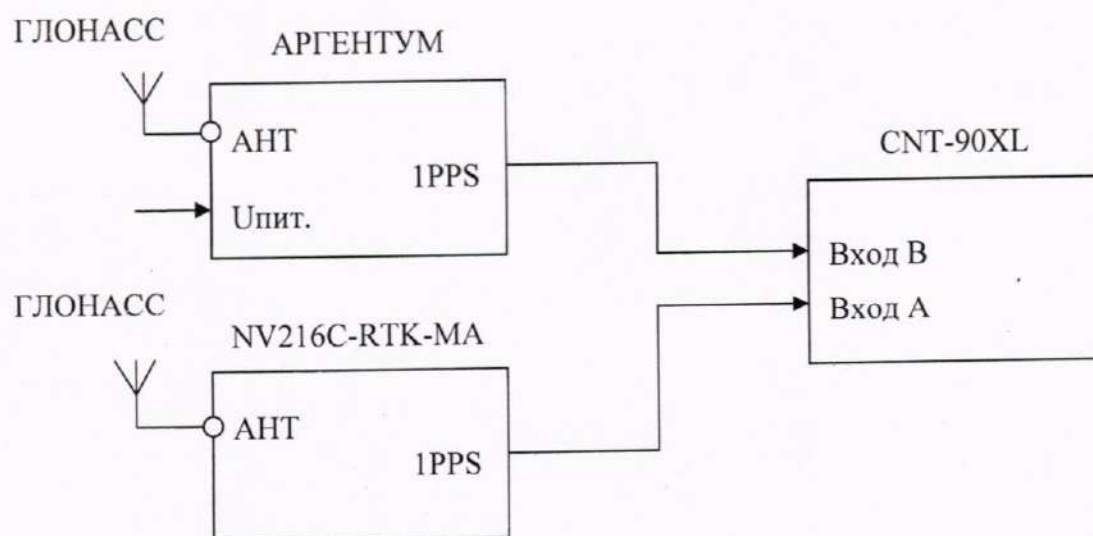 ГЛОНАСС
АРГЕНТУМ
АНТ
1PPS
Uпит.
CNT-90XL
Вход B
Вход A
ГЛОНАСС
NV216C-RTK-MA
АНТ
1PPS